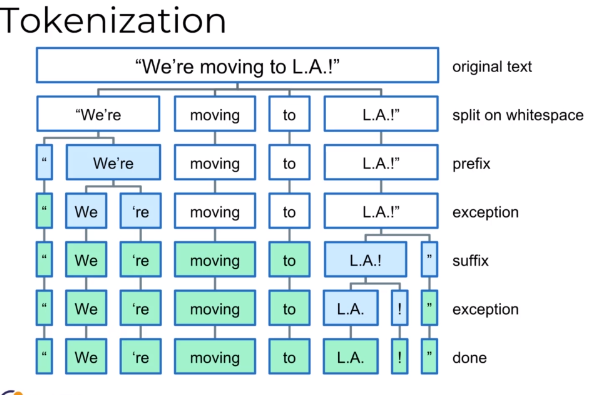 Tokenization
“We're moving to L.A.!” original text
“We're moving to L.A.!” split on whitespace
“ We're moving to L.A.!” prefix
“ We 're moving to L.A.!” exception
“ We 're moving to L.A.! ” suffix
“ We 're moving to L.A. ! ” exception
“ We 're moving to L.A. ! ” done